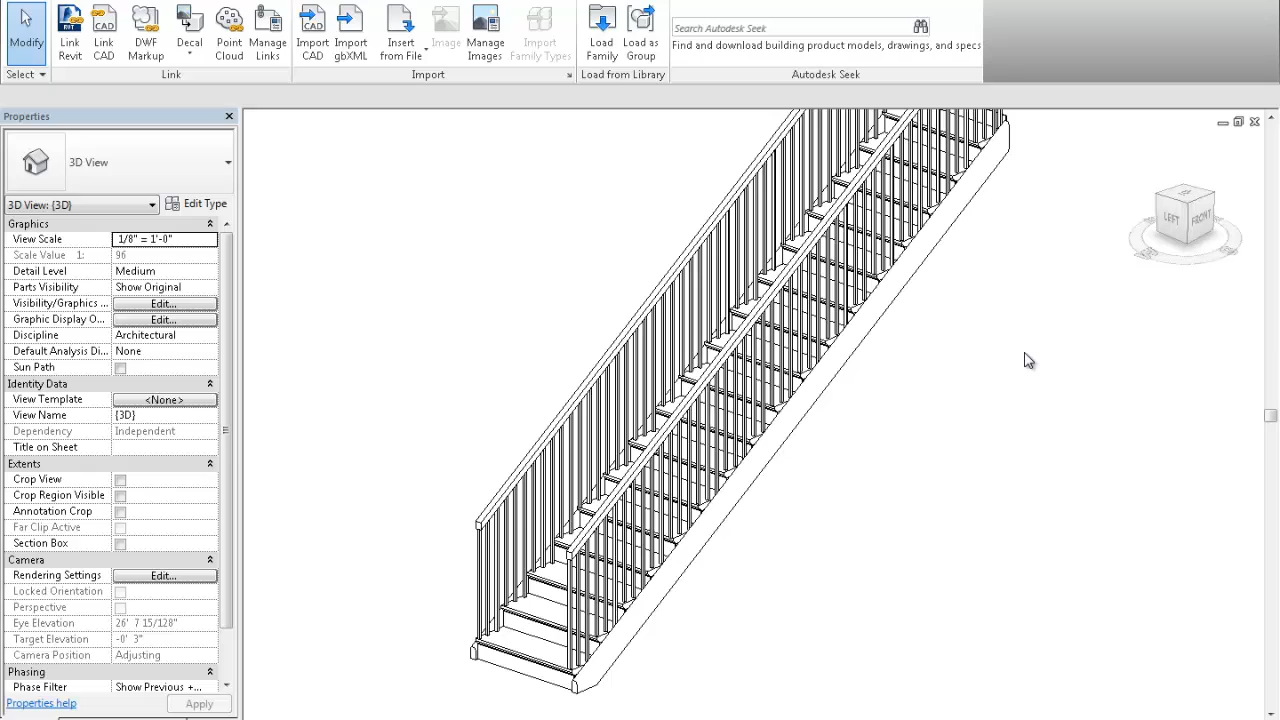 Modify
Link Revit
Link CAD
DWF Markup
Decal
Point Cloud
Manage Links
Import CAD
Import gbXML
Insert from File
Image
Manage Images
Import Family Types
Load Family
Load as Group
Search Autodesk Seek
Find and download building product models, drawings, and specs
Select
Link
Import
Load from Library
Autodesk Seek
Properties
3D View
3D View: {3D}
Edit Type
Graphics
View Scale 1/8" = 1'-0"
Scale Value 1: 96
Detail Level Medium
Parts Visibility Show Original
Visibility/Graphics ... Edit...
Graphic Display O... Edit...
Discipline Architectural
Default Analysis Di... None
Sun Path
Identity Data
View Template <None>
View Name {3D}
Dependency Independent
Title on Sheet
Extents
Crop View
Crop Region Visible
Annotation Crop
Far Clip Active
Section Box
Camera
Rendering Settings Edit...
Locked Orientation
Perspective
Eye Elevation 26' 7 15/128"
Target Elevation -0' 3"
Camera Position Adjusting
Phasing
Phase Filter Show Previous +...
Properties help
Apply
LEFT
FRONT